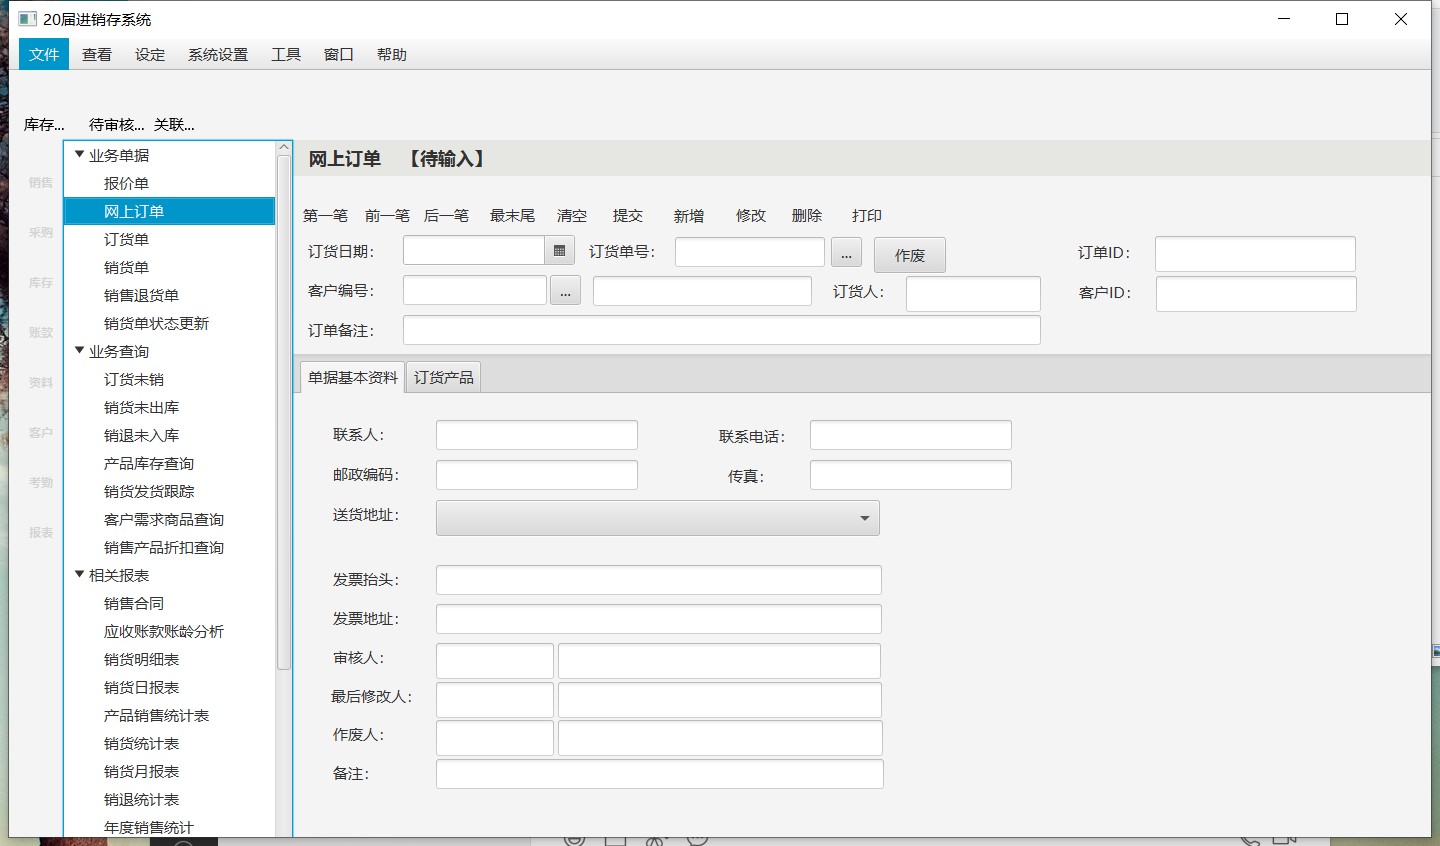 20届进销存系统
文件 查看 设定 系统设置 工具 窗口 帮助
库存... 待审核... 关联...
销售
采购
库存
账款
资料
客户
考勤
报表
业务单据
报价单
网上订单
订货单
销货单
销售退货单
销货单状态更新
业务查询
订货未销
销货未出库
销退未入库
产品库存查询
销货发货跟踪
客户需求商品查询
销售产品折扣查询
相关报表
销售合同
应收账款账龄分析
销货明细表
销货日报表
产品销售统计表
销货统计表
销货月报表
销退统计表
年度销售统计
网上订单 【待输入】
第一笔 前一笔 后一笔 最末尾 清空 提交 新增 修改 删除 打印
订货日期: 订货单号: ... 作废 订单ID:
客户编号: ... 订货人: 客户ID:
订单备注:
单据基本资料 订货产品
联系人: 联系电话:
邮政编码: 传真:
送货地址:
发票抬头:
发票地址:
审核人:
最后修改人:
作废人:
备注: